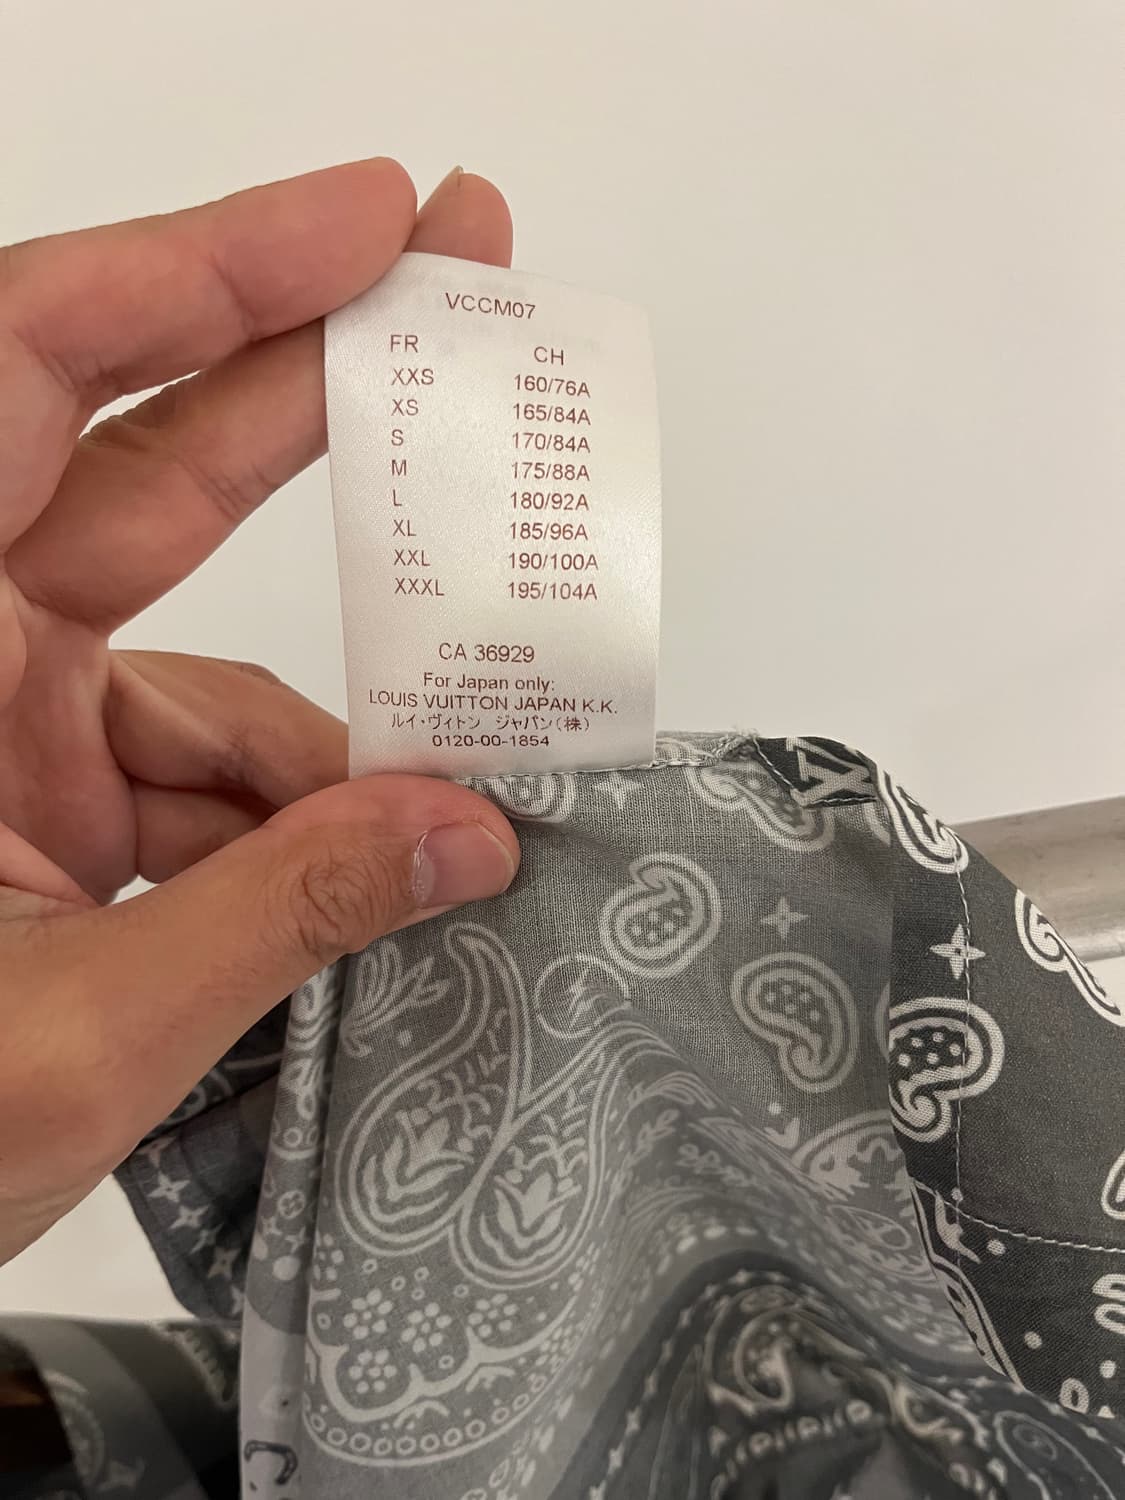 VCCM07
FR CH
XXS 160/76A
XS 165/84A
S 170/84A
M 175/88A
L 180/92A
XL 185/96A
XXL 190/100A
XXXL 195/104A
CA 36929
For Japan only:
LOUIS VUITTON JAPAN K.K.
ルイ・ヴィトン ジャパン(株)
0120-00-1854
LV